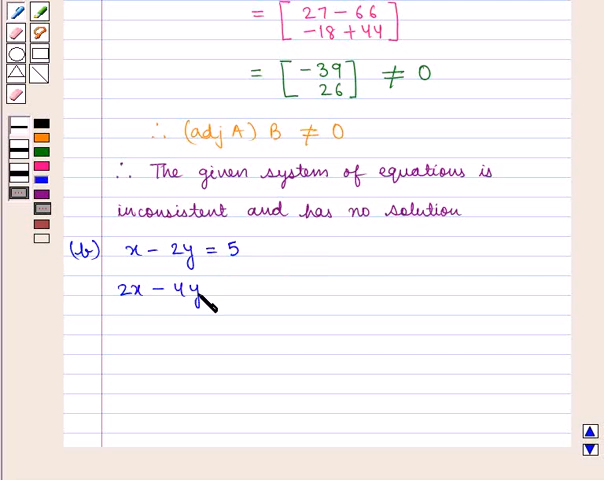 = [ 27 - 66
-18 + 44 ]
= [ -39
26 ] ≠ 0
∴ (adj A) B ≠ 0
∴ The given system of equations is
inconsistent and has no solution
(b) x - 2y = 5
2x - 4y